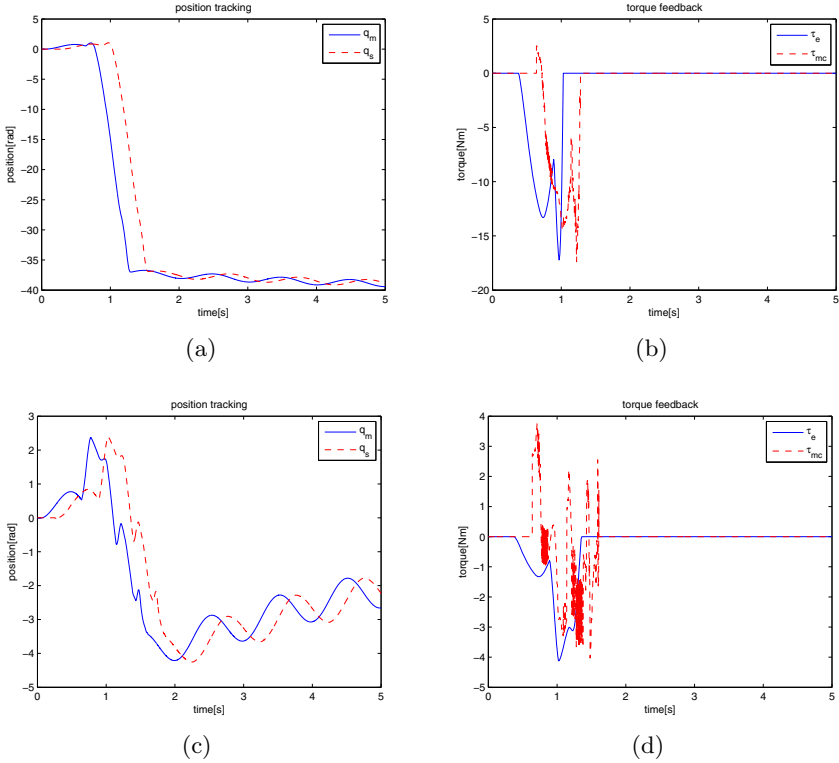 position tracking
5
0
−5
−10
−15
−20
−25
−30
−35
−40
position[rad]
0 1 2 3 4 5
time[s]
q_m
q_s
(a)
torque feedback
5
0
−5
−10
−15
−20
torque[Nm]
0 1 2 3 4 5
time[s]
τ_e
τ_mc
(b)
position tracking
3
2
1
0
−1
−2
−3
−4
−5
position[rad]
0 1 2 3 4 5
time[s]
q_m
q_s
(c)
torque feedback
4
3
2
1
0
−1
−2
−3
−4
−5
torque[Nm]
0 1 2 3 4 5
time[s]
τ_e
τ_mc
(d)